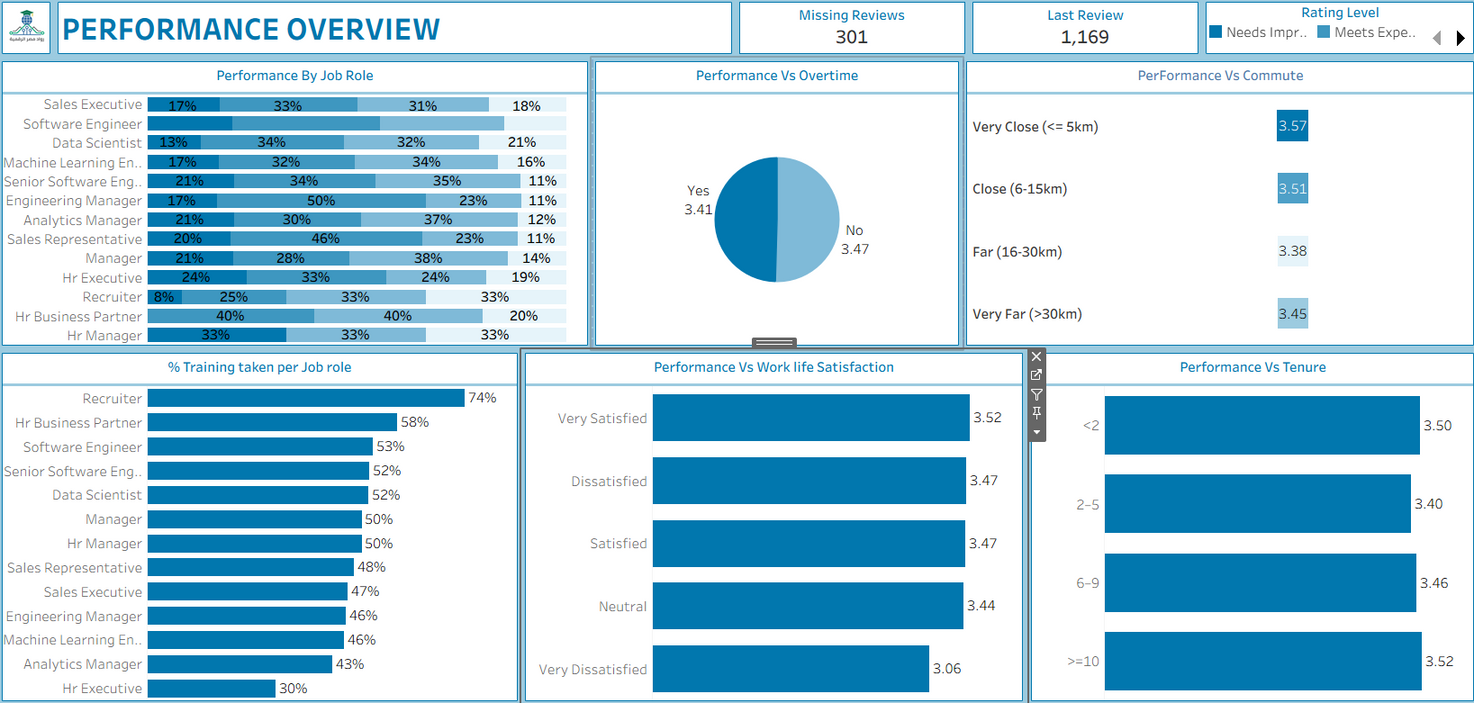 PERFORMANCE OVERVIEW
Missing Reviews
301
Last Review
1,169
Rating Level
Needs Impr..
Meets Expe..
Performance By Job Role
Sales Executive 17% 33% 31% 18%
Software Engineer
Data Scientist 13% 34% 32% 21%
Machine Learning En.. 17% 32% 34% 16%
Senior Software Eng.. 21% 34% 35% 11%
Engineering Manager 17% 50% 23% 11%
Analytics Manager 21% 30% 37% 12%
Sales Representative 20% 46% 23% 11%
Manager 21% 28% 38% 14%
Hr Executive 24% 33% 24% 19%
Recruiter 8% 25% 33% 33%
Hr Business Partner 40% 40% 20%
Hr Manager 33% 33% 33%
Performance Vs Overtime
Yes
3.41
No
3.47
PerFormance Vs Commute
Very Close (<= 5km) 3.57
Close (6-15km) 3.51
Far (16-30km) 3.38
Very Far (>30km) 3.45
% Training taken per Job role
Recruiter 74%
Hr Business Partner 58%
Software Engineer 53%
Senior Software Eng.. 52%
Data Scientist 52%
Manager 50%
Hr Manager 50%
Sales Representative 48%
Sales Executive 47%
Engineering Manager 46%
Machine Learning En.. 46%
Analytics Manager 43%
Hr Executive 30%
Performance Vs Work life Satisfaction
Very Satisfied 3.52
Dissatisfied 3.47
Satisfied 3.47
Neutral 3.44
Very Dissatisfied 3.06
Performance Vs Tenure
<2 3.50
2–5 3.40
6–9 3.46
>=10 3.52